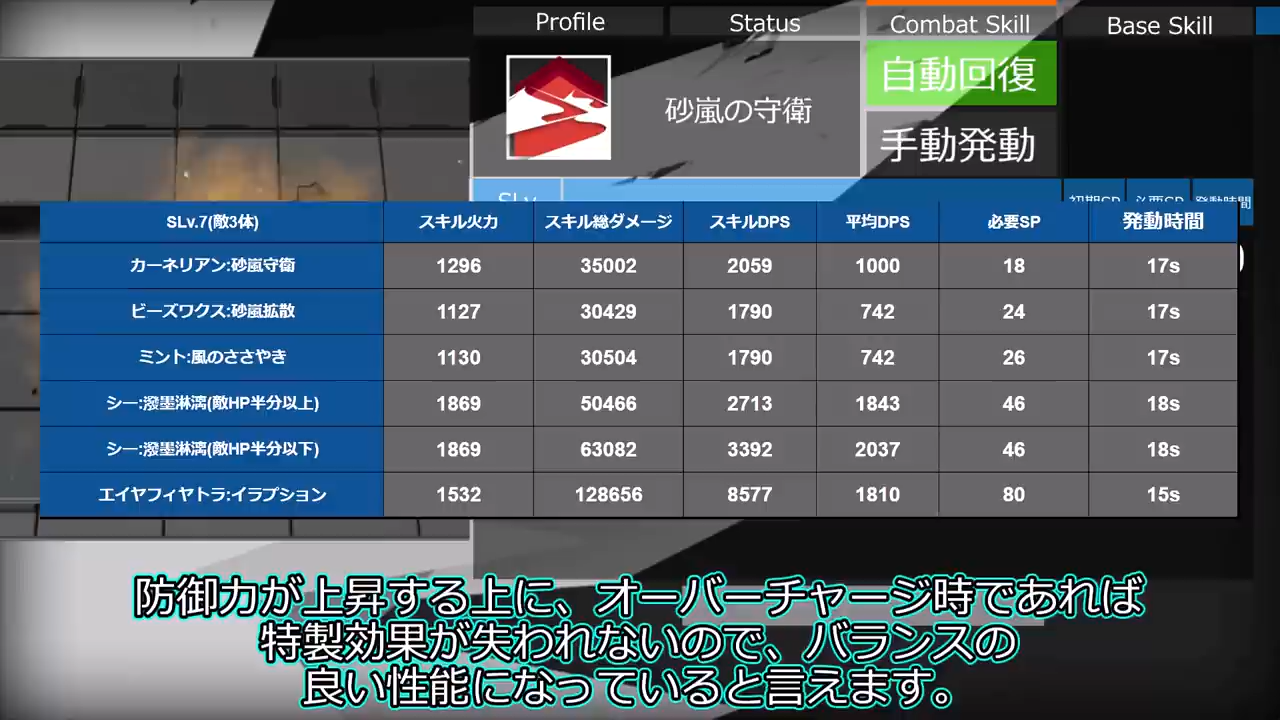 Profile Status Combat Skill Base Skill
砂嵐の守衛
自動回復
手動発動
SLv.7(敵3体) スキル火力 スキル総ダメージ スキルDPS 平均DPS 必要SP 発動時間
カーネリアン:砂嵐守衛 1296 35002 2059 1000 18 17s
ビーズワクス:砂嵐拡散 1127 30429 1790 742 24 17s
ミント:風のささやき 1130 30504 1790 742 26 17s
シー:潑墨淋漓(敵HP半分以上) 1869 50466 2713 1843 46 18s
シー:潑墨淋漓(敵HP半分以下) 1869 63082 3392 2037 46 18s
エイヤフィヤトラ:イラプション 1532 128656 8577 1810 80 15s
防御力が上昇する上に、オーバーチャージ時であれば
特製効果が失われないので、バランスの
良い性能になっていると言えます。